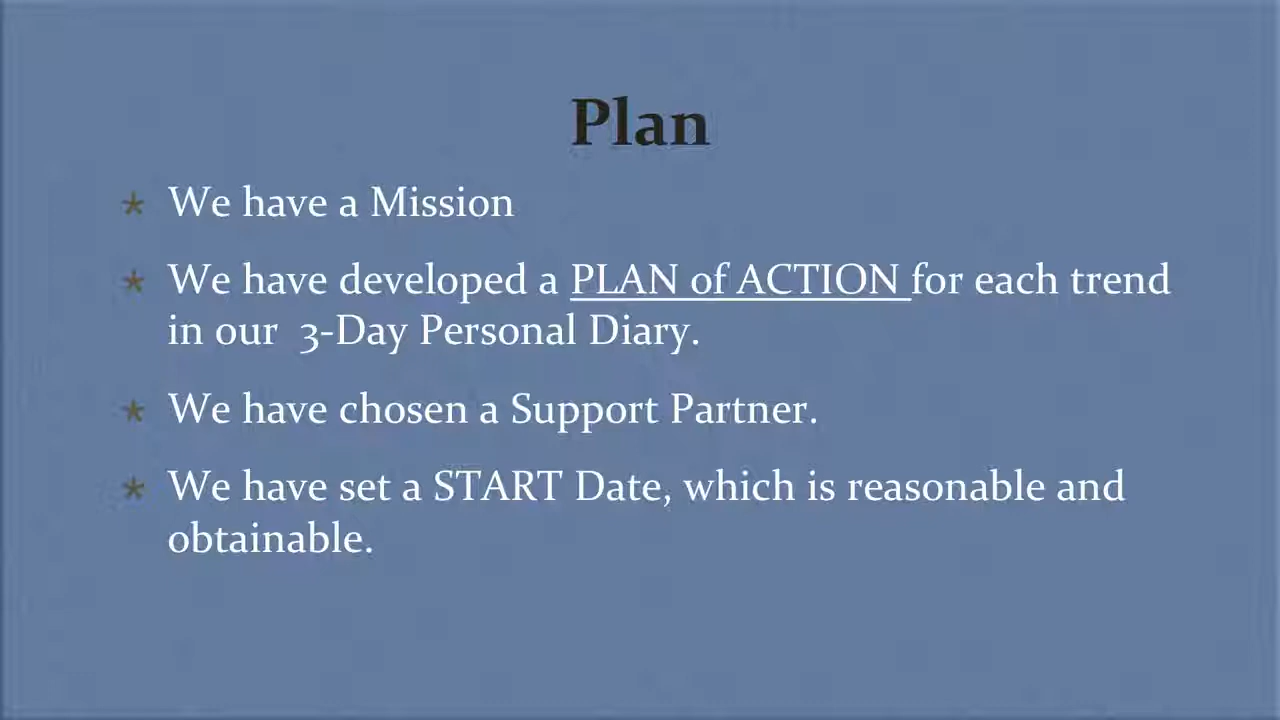 Plan
* We have a Mission
* We have developed a PLAN of ACTION for each trend
in our 3-Day Personal Diary.
* We have chosen a Support Partner.
* We have set a START Date, which is reasonable and
obtainable.